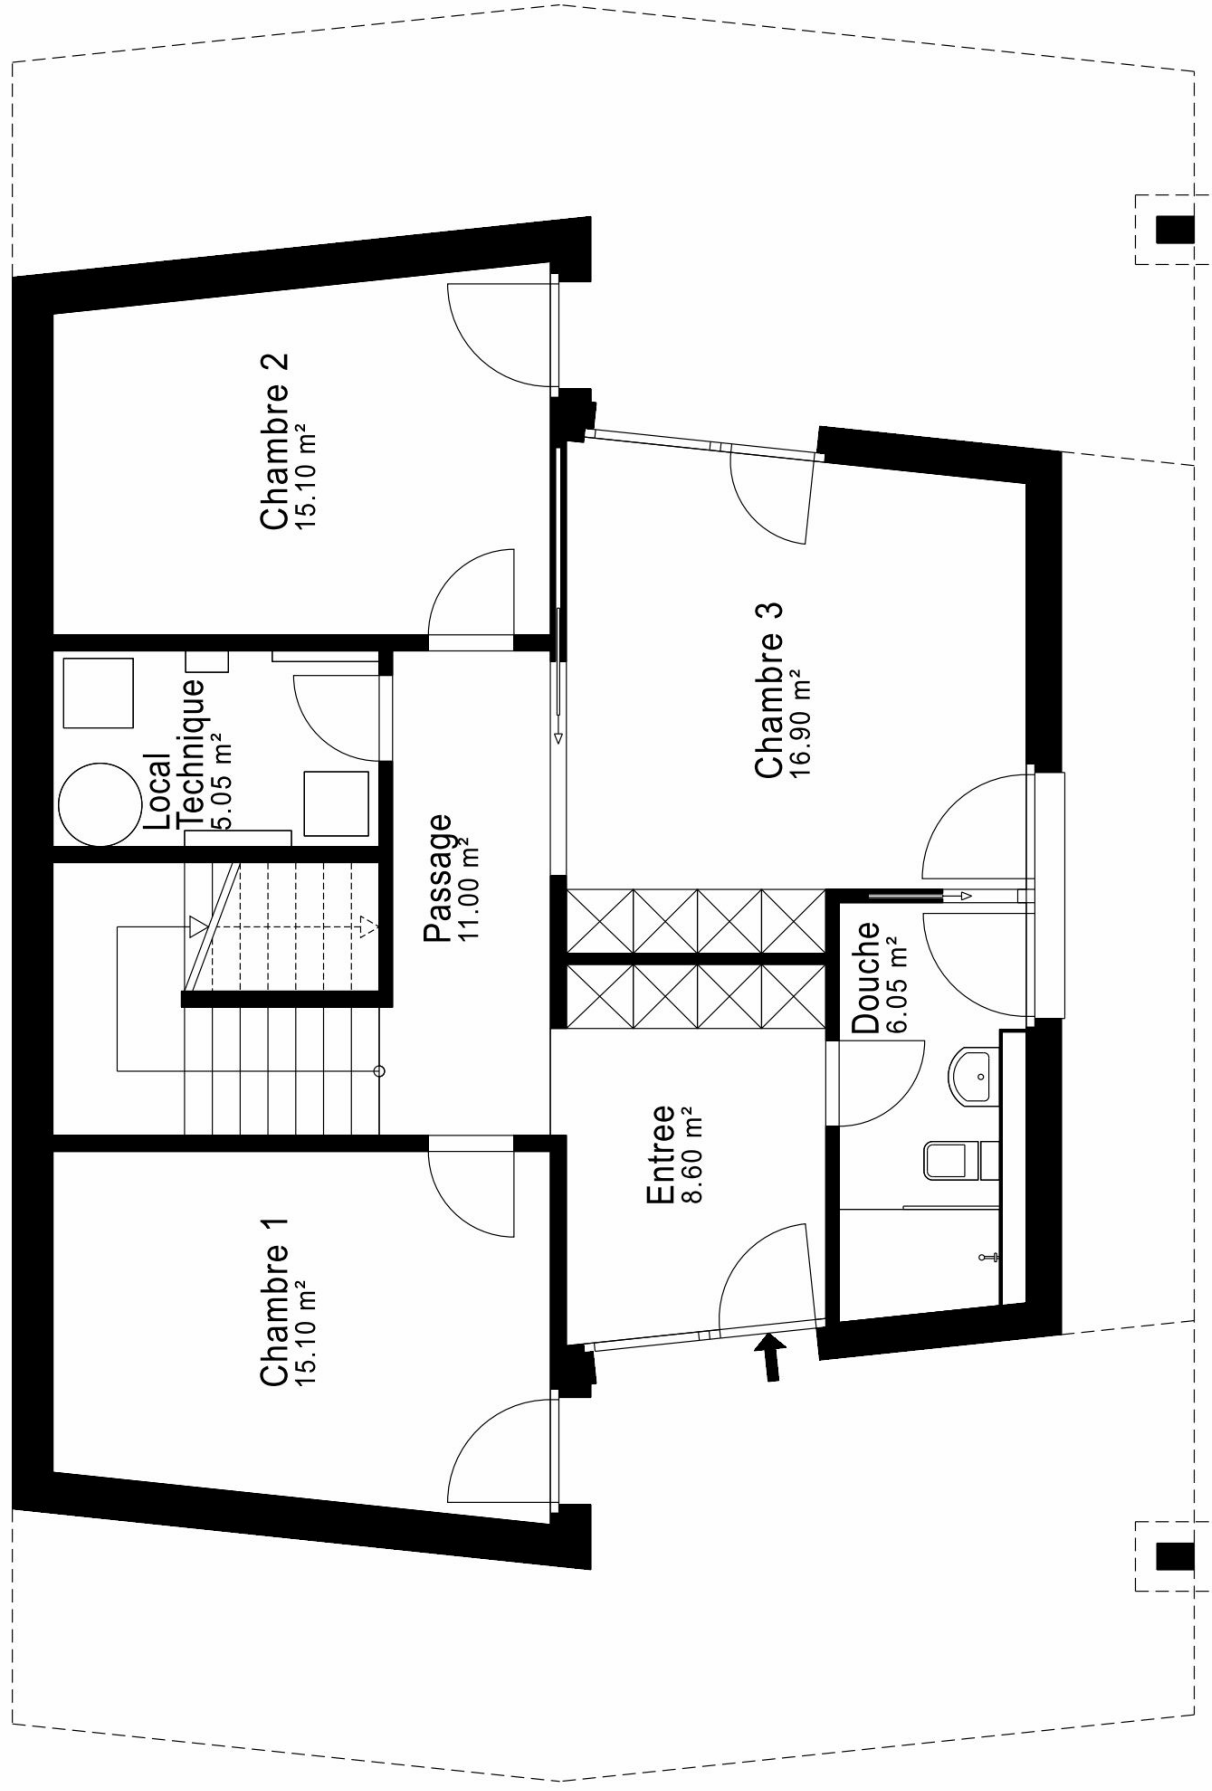 Chambre 1
15.10 m²
Local
Technique
5.05 m²
Chambre 2
15.10 m²
Passage
11.00 m²
Entree
8.60 m²
Chambre 3
16.90 m²
Douche
6.05 m²